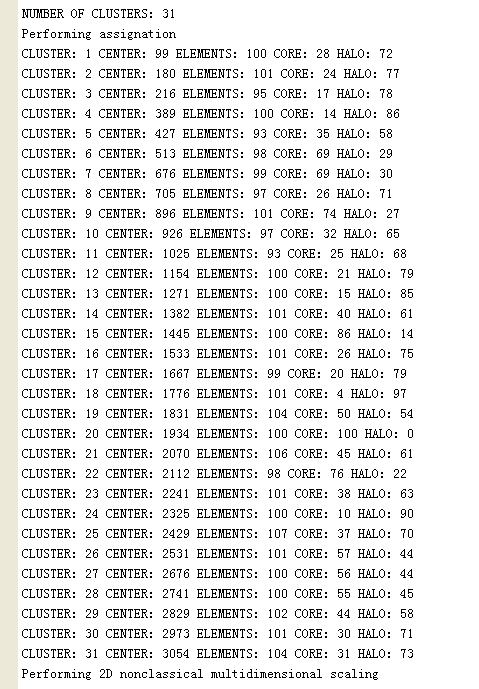 NUMBER OF CLUSTERS: 31
Performing assignation
CLUSTER: 1 CENTER: 99 ELEMENTS: 100 CORE: 28 HALO: 72
CLUSTER: 2 CENTER: 180 ELEMENTS: 101 CORE: 24 HALO: 77
CLUSTER: 3 CENTER: 216 ELEMENTS: 95 CORE: 17 HALO: 78
CLUSTER: 4 CENTER: 389 ELEMENTS: 100 CORE: 14 HALO: 86
CLUSTER: 5 CENTER: 427 ELEMENTS: 93 CORE: 35 HALO: 58
CLUSTER: 6 CENTER: 513 ELEMENTS: 98 CORE: 69 HALO: 29
CLUSTER: 7 CENTER: 676 ELEMENTS: 99 CORE: 69 HALO: 30
CLUSTER: 8 CENTER: 705 ELEMENTS: 97 CORE: 26 HALO: 71
CLUSTER: 9 CENTER: 896 ELEMENTS: 101 CORE: 74 HALO: 27
CLUSTER: 10 CENTER: 926 ELEMENTS: 97 CORE: 32 HALO: 65
CLUSTER: 11 CENTER: 1025 ELEMENTS: 93 CORE: 25 HALO: 68
CLUSTER: 12 CENTER: 1154 ELEMENTS: 100 CORE: 21 HALO: 79
CLUSTER: 13 CENTER: 1271 ELEMENTS: 100 CORE: 15 HALO: 85
CLUSTER: 14 CENTER: 1382 ELEMENTS: 101 CORE: 40 HALO: 61
CLUSTER: 15 CENTER: 1445 ELEMENTS: 100 CORE: 86 HALO: 14
CLUSTER: 16 CENTER: 1533 ELEMENTS: 101 CORE: 26 HALO: 75
CLUSTER: 17 CENTER: 1667 ELEMENTS: 99 CORE: 20 HALO: 79
CLUSTER: 18 CENTER: 1776 ELEMENTS: 101 CORE: 4 HALO: 97
CLUSTER: 19 CENTER: 1831 ELEMENTS: 104 CORE: 50 HALO: 54
CLUSTER: 20 CENTER: 1934 ELEMENTS: 100 CORE: 100 HALO: 0
CLUSTER: 21 CENTER: 2070 ELEMENTS: 106 CORE: 45 HALO: 61
CLUSTER: 22 CENTER: 2112 ELEMENTS: 98 CORE: 76 HALO: 22
CLUSTER: 23 CENTER: 2241 ELEMENTS: 101 CORE: 38 HALO: 63
CLUSTER: 24 CENTER: 2325 ELEMENTS: 100 CORE: 10 HALO: 90
CLUSTER: 25 CENTER: 2429 ELEMENTS: 107 CORE: 37 HALO: 70
CLUSTER: 26 CENTER: 2531 ELEMENTS: 101 CORE: 57 HALO: 44
CLUSTER: 27 CENTER: 2676 ELEMENTS: 100 CORE: 56 HALO: 44
CLUSTER: 28 CENTER: 2741 ELEMENTS: 100 CORE: 55 HALO: 45
CLUSTER: 29 CENTER: 2829 ELEMENTS: 102 CORE: 44 HALO: 58
CLUSTER: 30 CENTER: 2973 ELEMENTS: 101 CORE: 30 HALO: 71
CLUSTER: 31 CENTER: 3054 ELEMENTS: 104 CORE: 31 HALO: 73
Performing 2D nonclassical multidimensional scaling